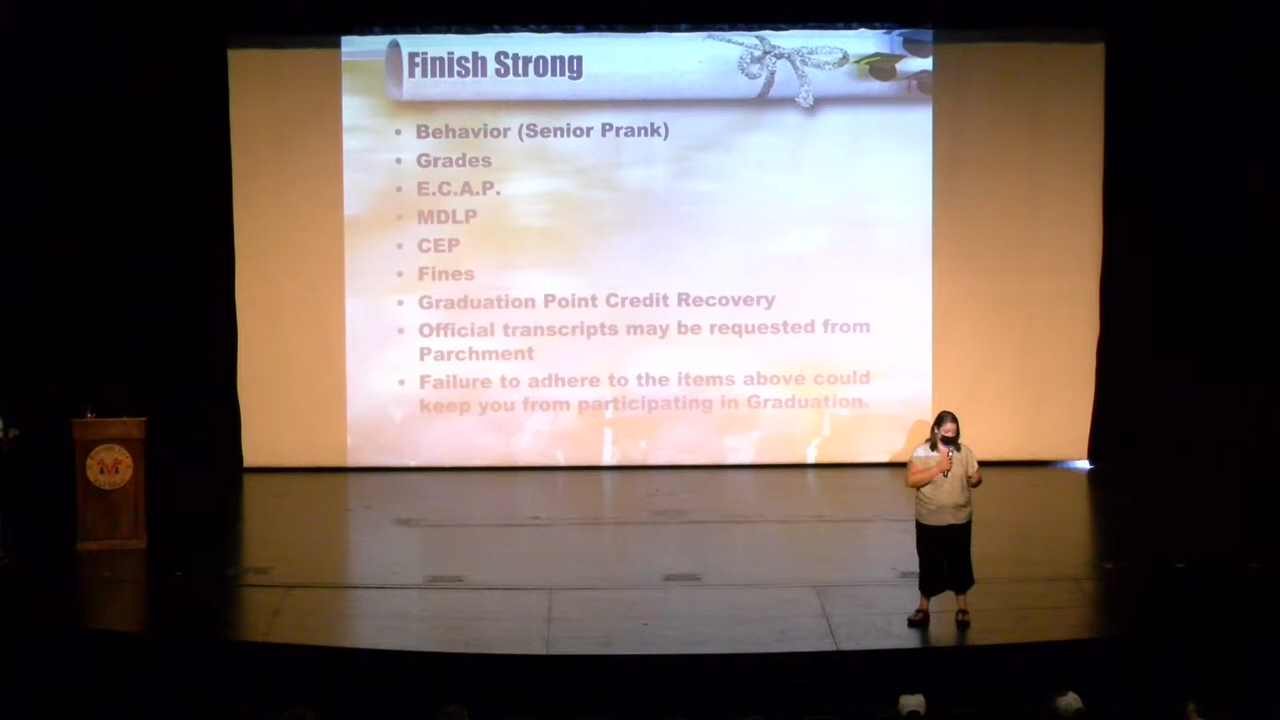 Finish Strong
• Behavior (Senior Prank)
• Grades
• E.C.A.P.
• MDLP
• CEP
• Fines
• Graduation Point Credit Recovery
• Official transcripts may be requested from
Parchment
• Failure to adhere to the items above could
keep you from participating in Graduation.
M